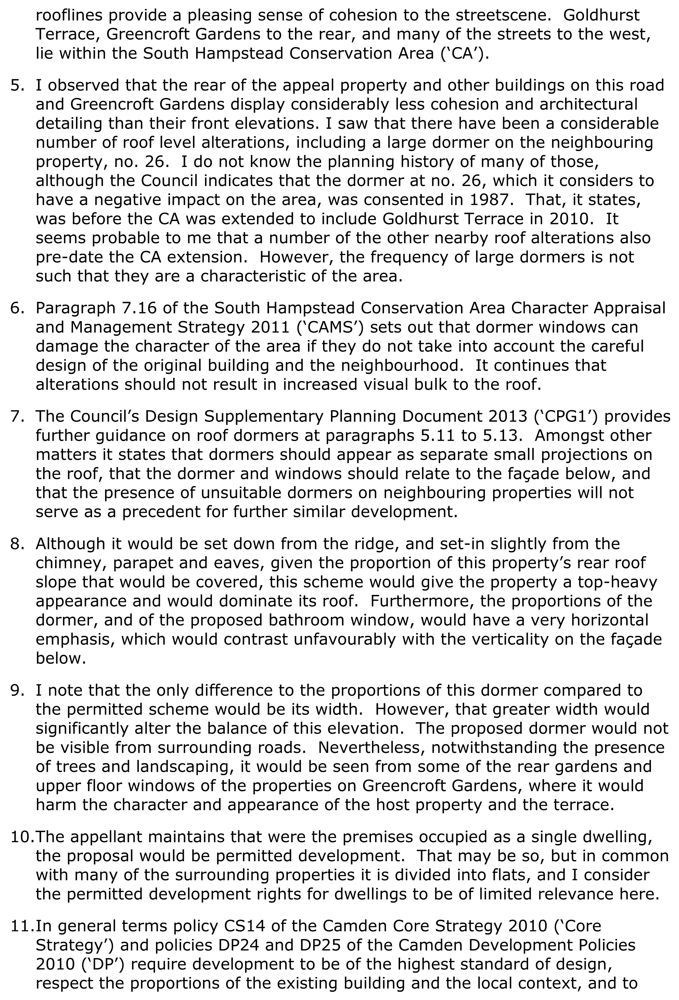 rooflines provide a pleasing sense of cohesion to the streetscene.  Goldhurst
Terrace, Greencroft Gardens to the rear, and many of the streets to the west,
lie within the South Hampstead Conservation Area (‘CA’).
5. I observed that the rear of the appeal property and other buildings on this road
and Greencroft Gardens display considerably less cohesion and architectural
detailing than their front elevations. I saw that there have been a considerable
number of roof level alterations, including a large dormer on the neighbouring
property, no. 26.  I do not know the planning history of many of those,
although the Council indicates that the dormer at no. 26, which it considers to
have a negative impact on the area, was consented in 1987.  That, it states,
was before the CA was extended to include Goldhurst Terrace in 2010.  It
seems probable to me that a number of the other nearby roof alterations also
pre-date the CA extension.  However, the frequency of large dormers is not
such that they are a characteristic of the area.
6. Paragraph 7.16 of the South Hampstead Conservation Area Character Appraisal
and Management Strategy 2011 (‘CAMS’) sets out that dormer windows can
damage the character of the area if they do not take into account the careful
design of the original building and the neighbourhood.  It continues that
alterations should not result in increased visual bulk to the roof.
7. The Council’s Design Supplementary Planning Document 2013 (‘CPG1’) provides
further guidance on roof dormers at paragraphs 5.11 to 5.13.  Amongst other
matters it states that dormers should appear as separate small projections on
the roof, that the dormer and windows should relate to the façade below, and
that the presence of unsuitable dormers on neighbouring properties will not
serve as a precedent for further similar development.
8. Although it would be set down from the ridge, and set-in slightly from the
chimney, parapet and eaves, given the proportion of this property’s rear roof
slope that would be covered, this scheme would give the property a top-heavy
appearance and would dominate its roof.  Furthermore, the proportions of the
dormer, and of the proposed bathroom window, would have a very horizontal
emphasis, which would contrast unfavourably with the verticality on the façade
below.
9. I note that the only difference to the proportions of this dormer compared to
the permitted scheme would be its width.  However, that greater width would
significantly alter the balance of this elevation.  The proposed dormer would not
be visible from surrounding roads.  Nevertheless, notwithstanding the presence
of trees and landscaping, it would be seen from some of the rear gardens and
upper floor windows of the properties on Greencroft Gardens, where it would
harm the character and appearance of the host property and the terrace.
10.The appellant maintains that were the premises occupied as a single dwelling,
the proposal would be permitted development.  That may be so, but in common
with many of the surrounding properties it is divided into flats, and I consider
the permitted development rights for dwellings to be of limited relevance here.
11.In general terms policy CS14 of the Camden Core Strategy 2010 (‘Core
Strategy’) and policies DP24 and DP25 of the Camden Development Policies
2010 (‘DP’) require development to be of the highest standard of design,
respect the proportions of the existing building and the local context, and to